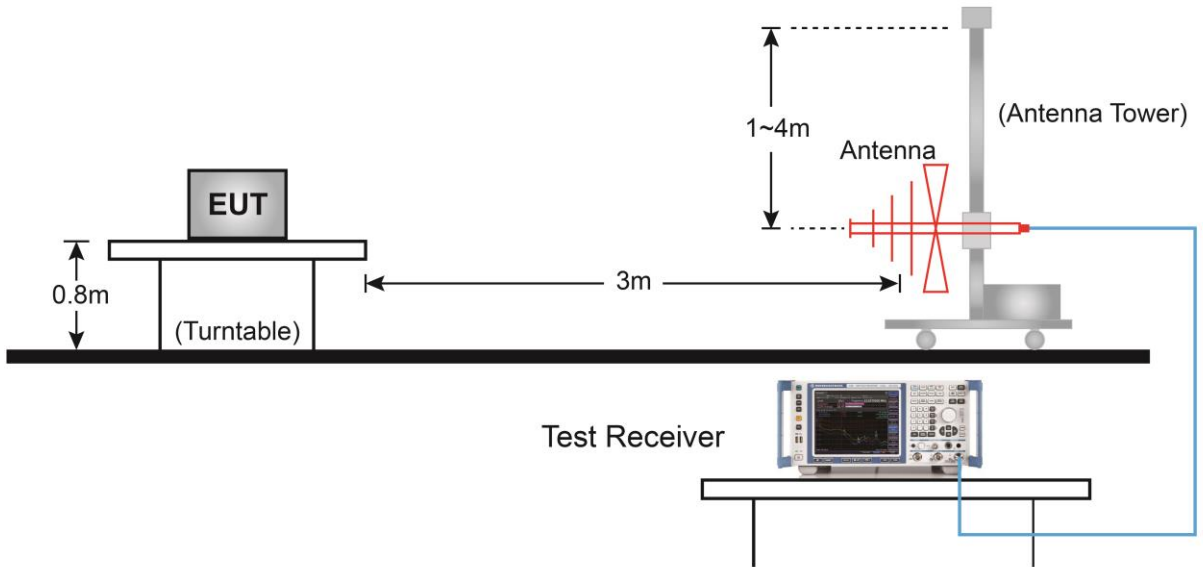 1~4m
(Antenna Tower)
Antenna
EUT
0.8m
3m
(Turntable)
Test Receiver